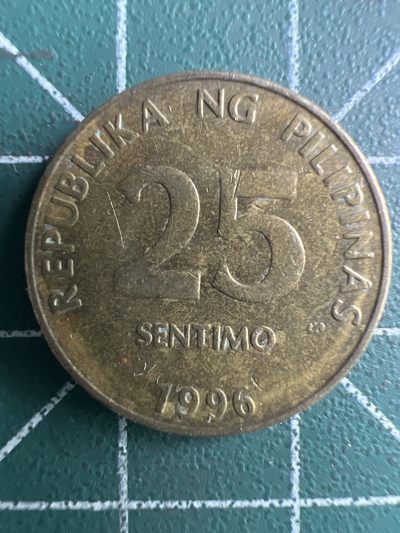 REPUBLIKA NG PILIPINAS
25
SENTIMO
1996